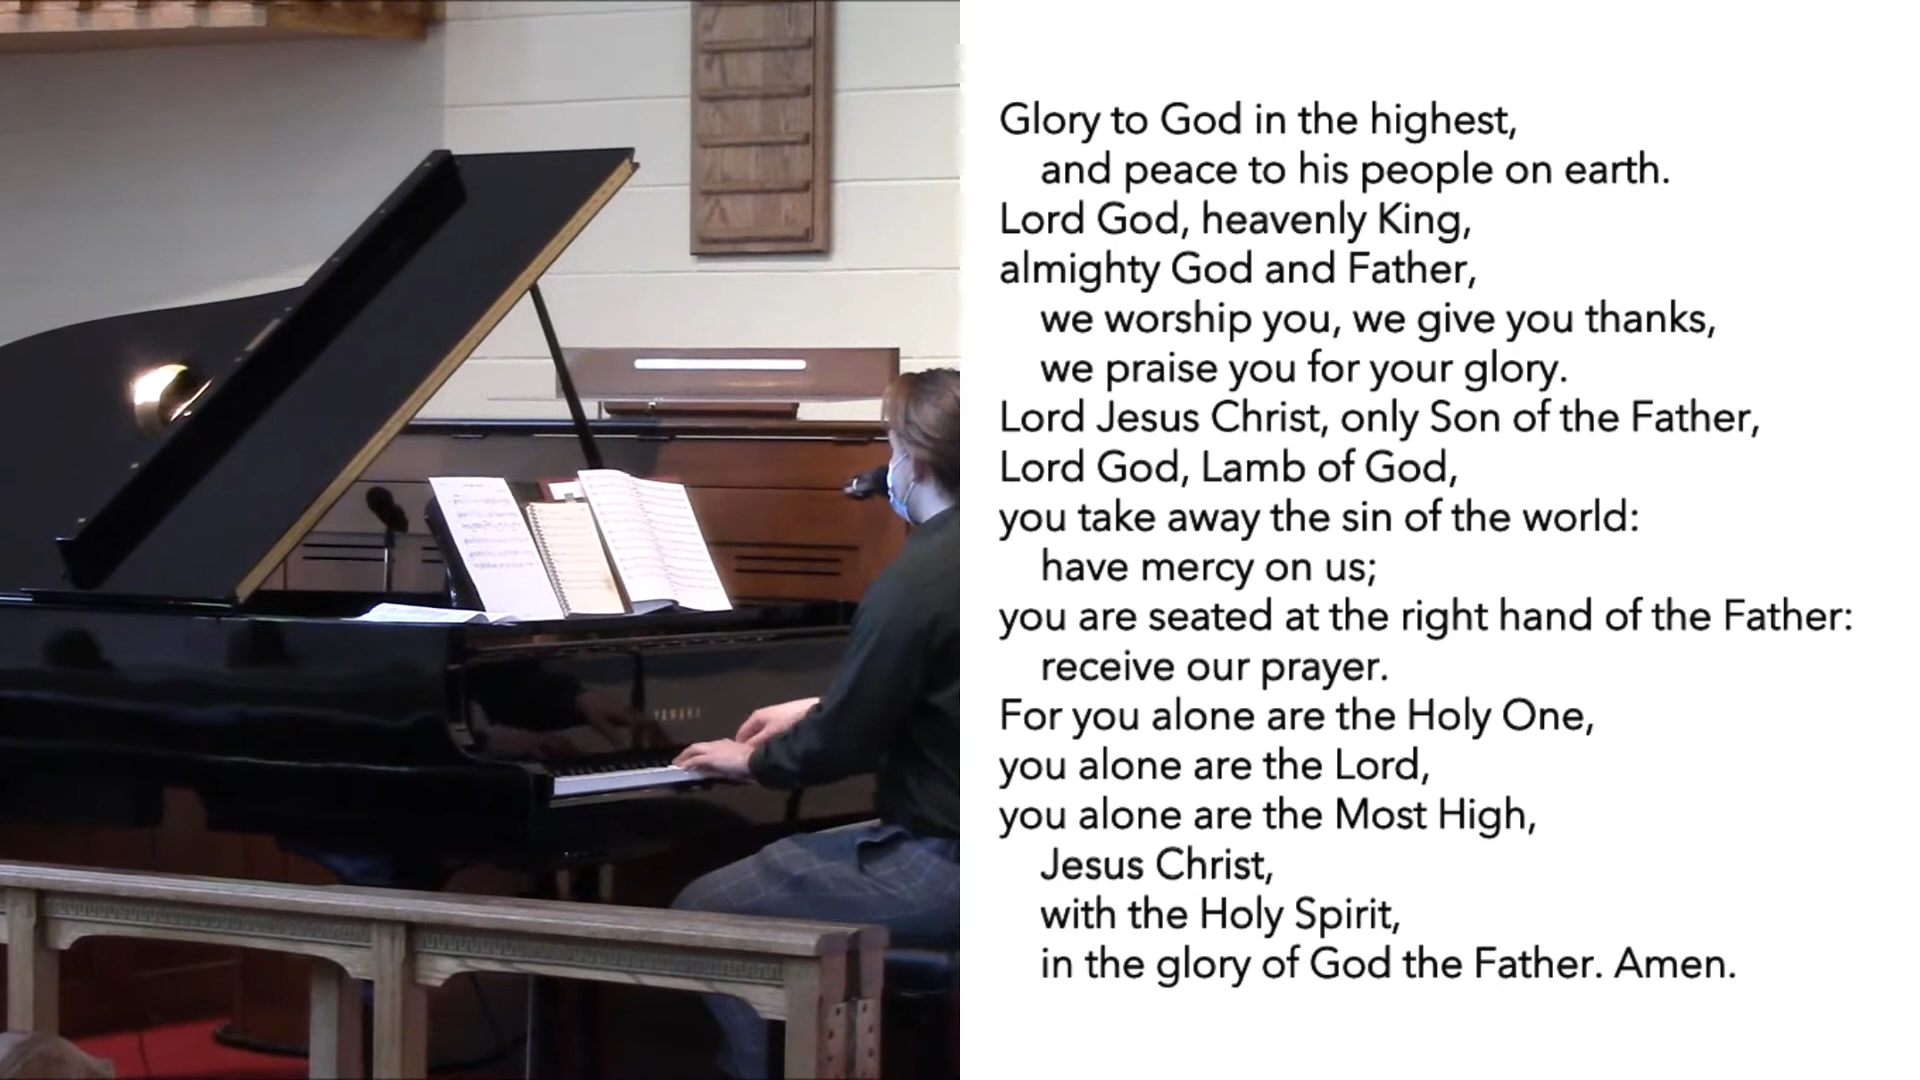 Glory to God in the highest,
and peace to his people on earth.
Lord God, heavenly King,
almighty God and Father,
we worship you, we give you thanks,
we praise you for your glory.
Lord Jesus Christ, only Son of the Father,
Lord God, Lamb of God,
you take away the sin of the world:
have mercy on us;
you are seated at the right hand of the Father:
receive our prayer.
For you alone are the Holy One,
you alone are the Lord,
you alone are the Most High,
Jesus Christ,
with the Holy Spirit,
in the glory of God the Father. Amen.
YAMAHA